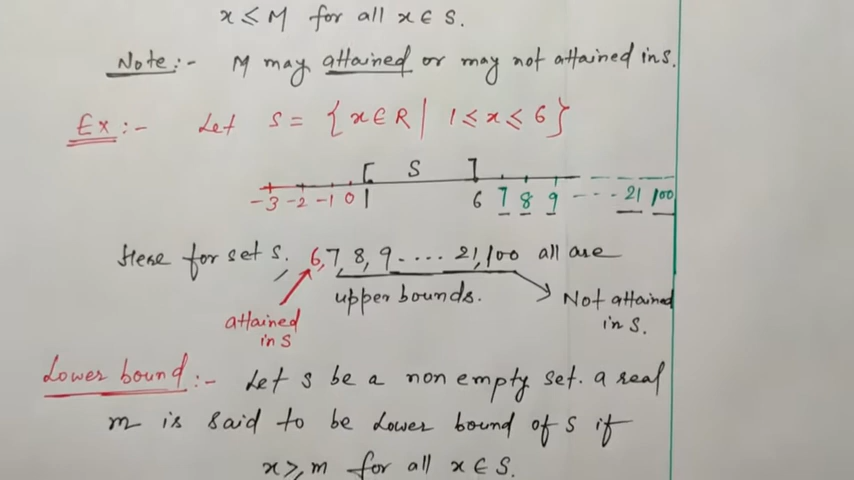 x ≤ M for all x ∈ S.
Note:- M may attained or may not attained in s.
Ex:- Let S = { x ∈ R | 1 ≤ x ≤ 6 }
[ S ]
-3 -2 -1 0 1 6 7 8 9 --- 21 100
Here for set s. 6, 7, 8, 9 .... 21, 100 all are
upper bounds.
attained
in S
Not attained
in S.
Lower bound:- Let s be a non empty set. a real
m is said to be Lower bound of S if
x ≥ m for all x ∈ S.